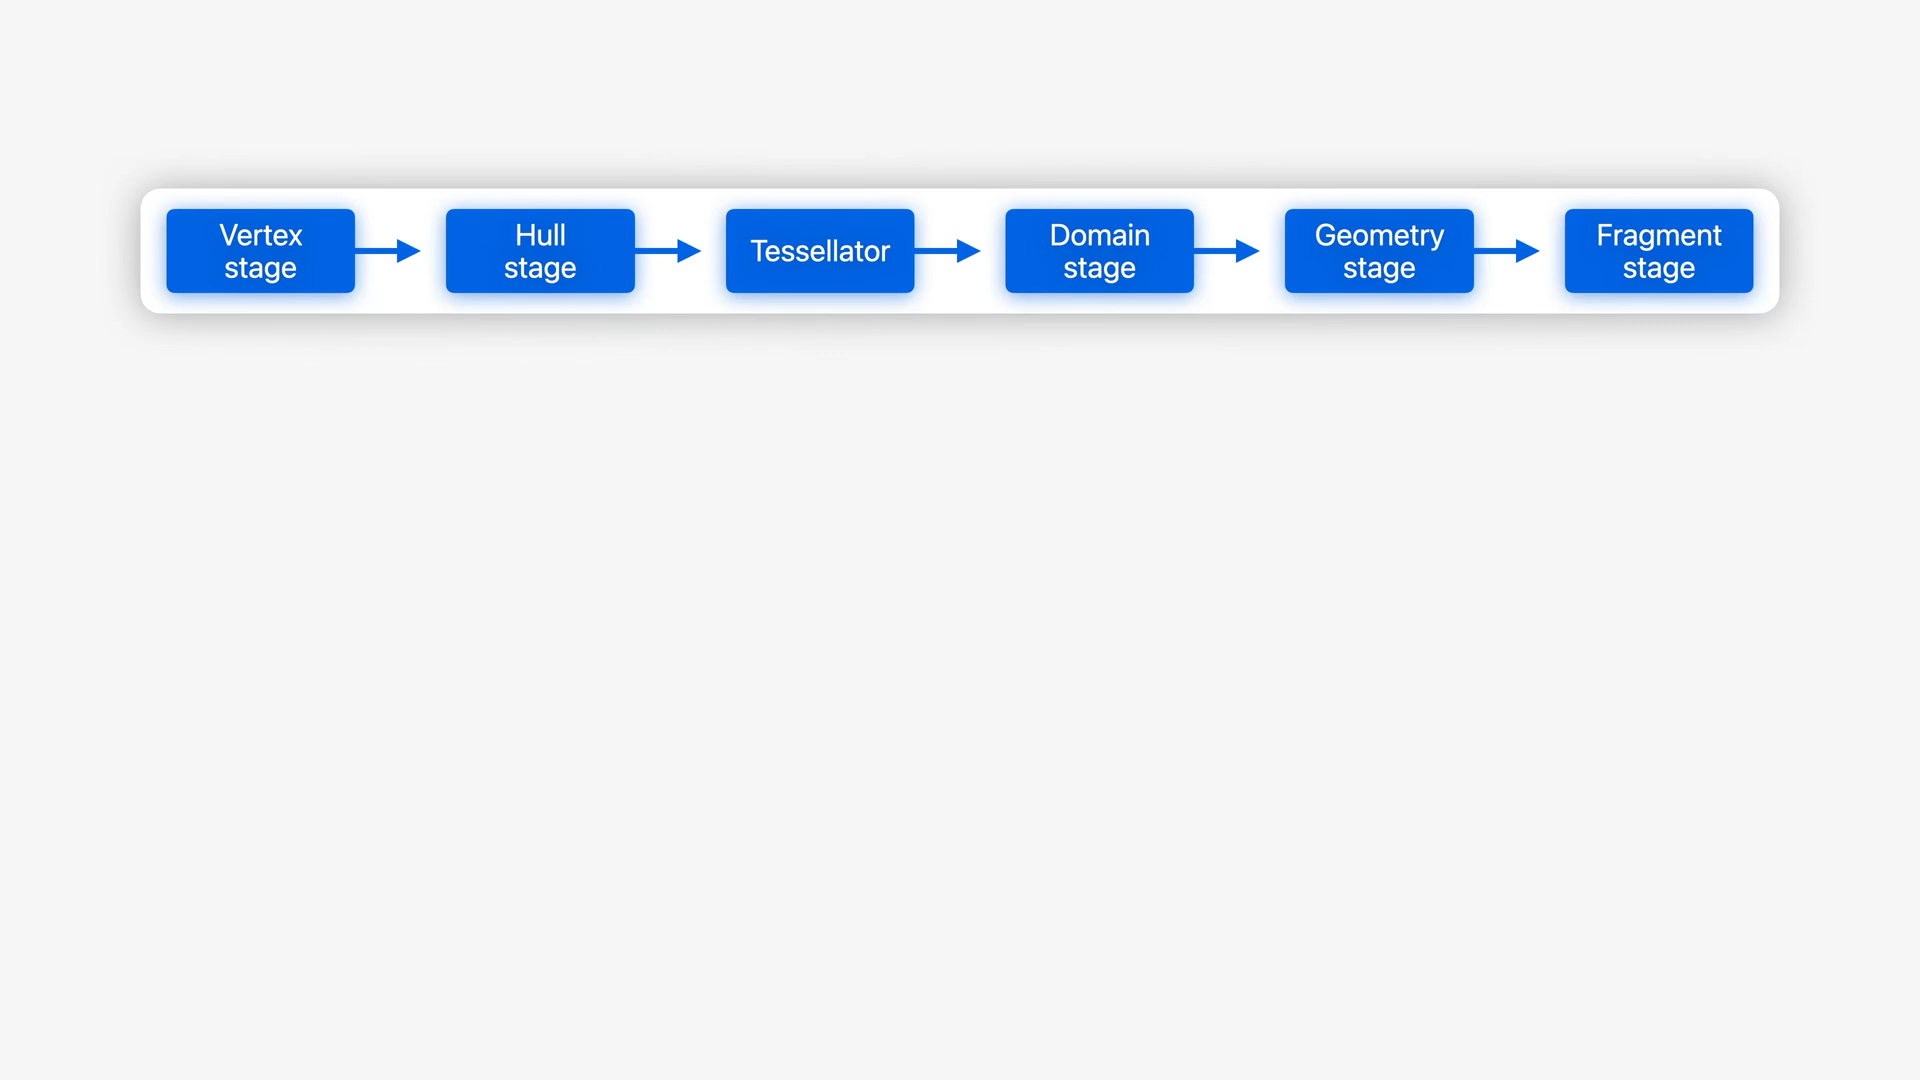 Vertex
stage
Hull
stage
Tessellator
Domain
stage
Geometry
stage
Fragment
stage